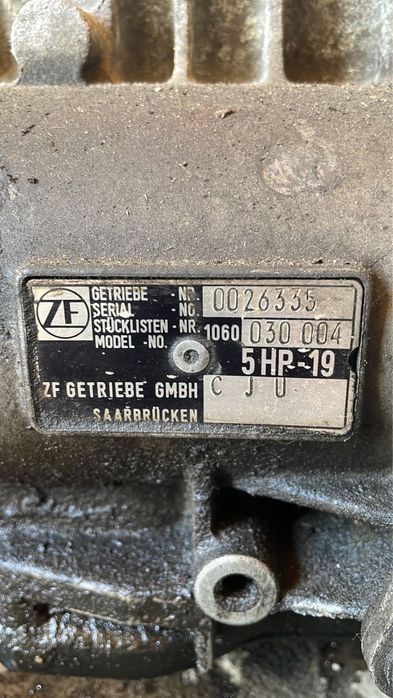 ZF
GETRIEBE -NR. 0026335
SERIAL -NO.
STÜCKLISTEN -NR. 1060 030 004
MODEL -NO.
5 HP-19
ZF GETRIEBE GMBH C J U
SAARBRÜCKEN